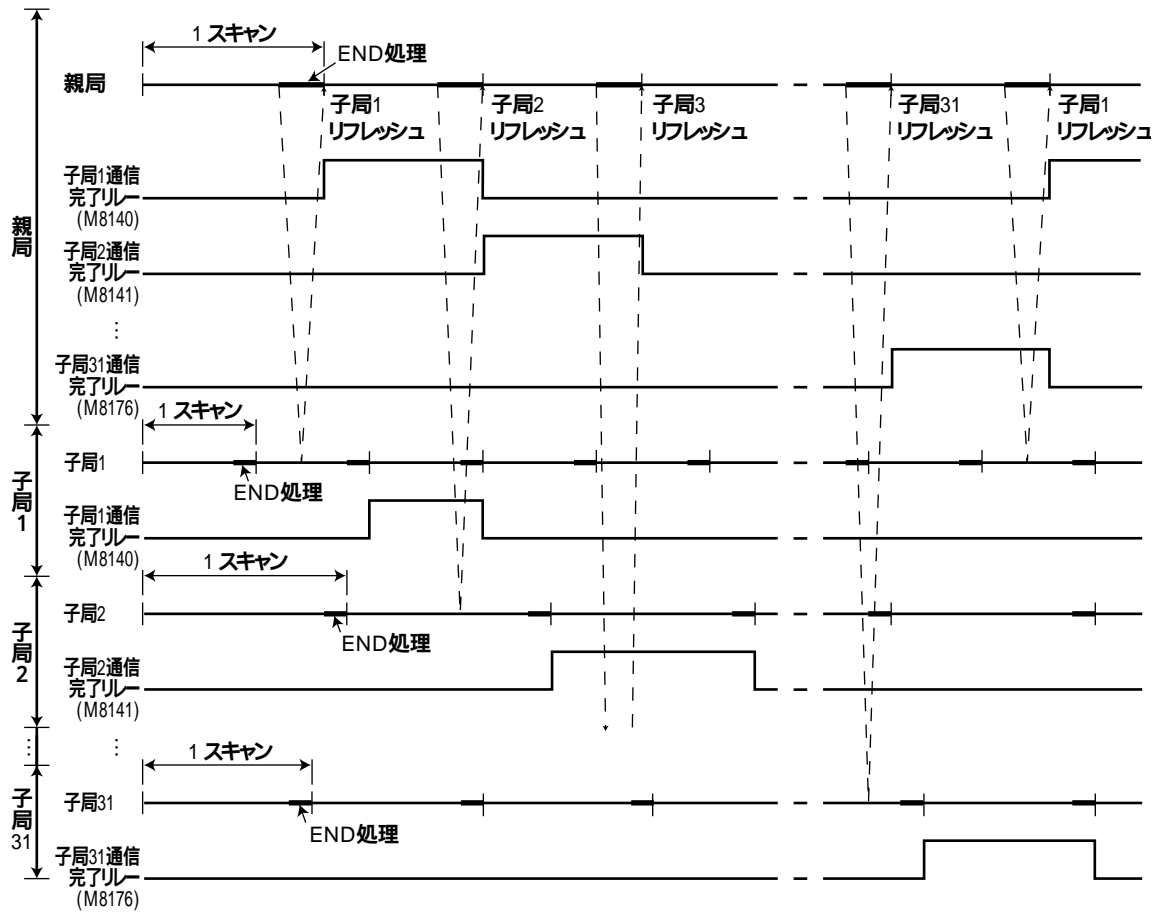 1 スキャン
END処理
親局
子局1
リフレッシュ
子局2
リフレッシュ
子局3
リフレッシュ
子局31
リフレッシュ
子局1
リフレッシュ
子局1通信
完了リレー
(M8140)
親局
子局2通信
完了リレー
(M8141)
⋮
子局31通信
完了リレー
(M8176)
1 スキャン
子局1
END処理
子局1
子局1通信
完了リレー
(M8140)
1 スキャン
子局2
END処理
子局2
子局2通信
完了リレー
(M8141)
⋮
⋮
1 スキャン
子局31
END処理
子局31
子局31通信
完了リレー
(M8176)